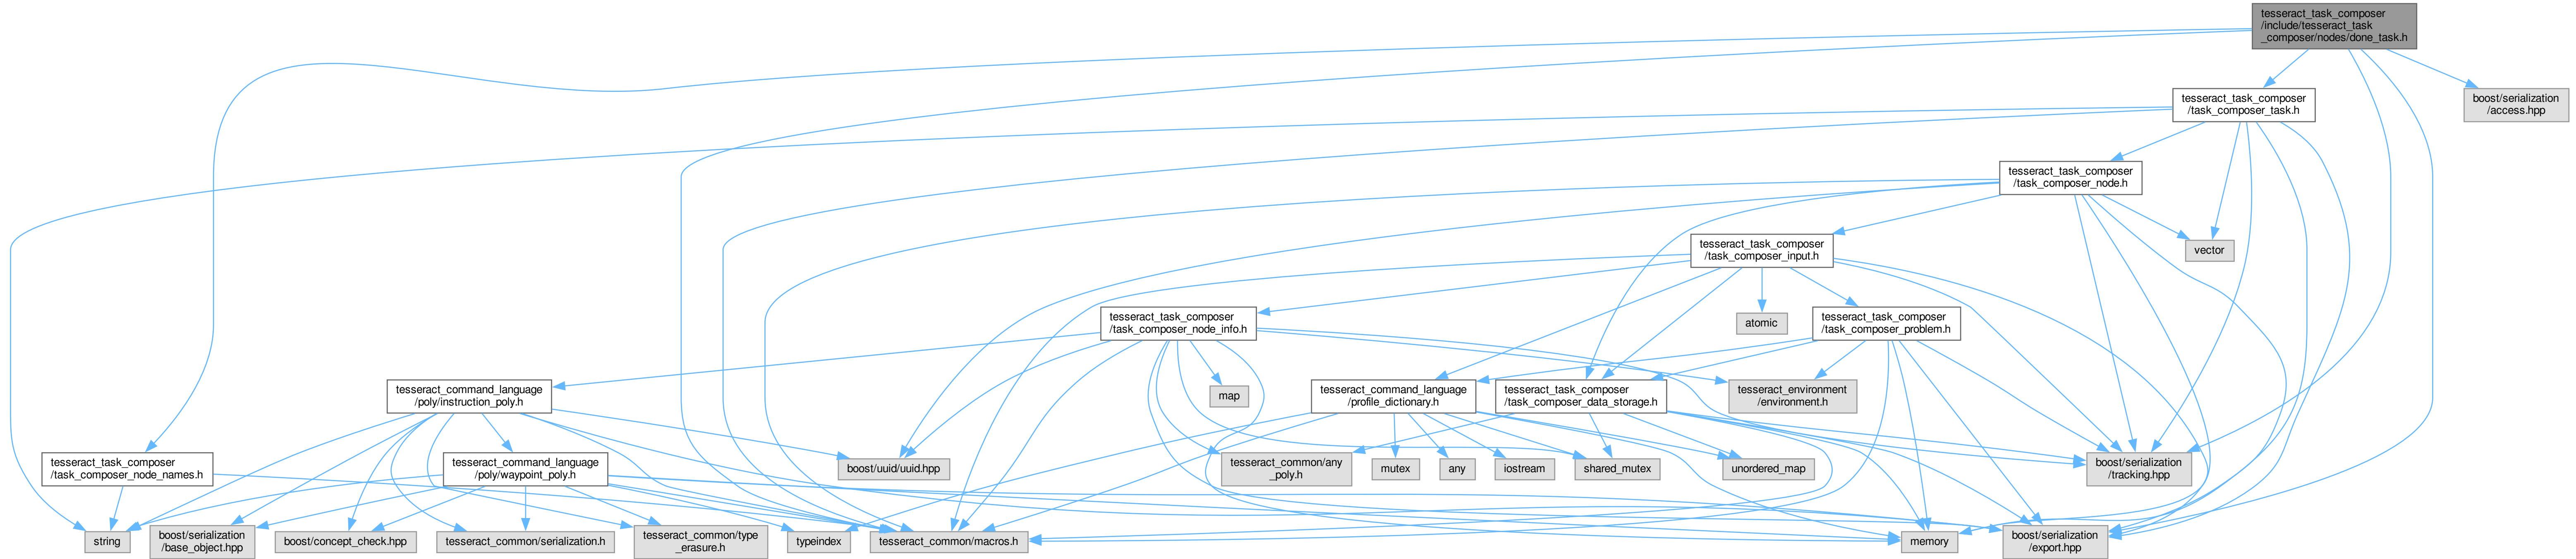 tesseract_task_composer
/include/tesseract_task
_composer/nodes/done_task.h
tesseract_task_composer
/task_composer_task.h
boost/serialization
/access.hpp
tesseract_task_composer
/task_composer_node.h
tesseract_task_composer
/task_composer_input.h
vector
tesseract_task_composer
/task_composer_node_info.h
atomic
tesseract_task_composer
/task_composer_problem.h
tesseract_command_language
/poly/instruction_poly.h
map
tesseract_command_language
/profile_dictionary.h
tesseract_task_composer
/task_composer_data_storage.h
tesseract_environment
/environment.h
tesseract_task_composer
/task_composer_node_names.h
tesseract_command_language
/poly/waypoint_poly.h
boost/uuid/uuid.hpp
tesseract_common/any
_poly.h
mutex
any
iostream
shared_mutex
unordered_map
boost/serialization
/tracking.hpp
string
boost/serialization
/base_object.hpp
boost/concept_check.hpp
tesseract_common/serialization.h
tesseract_common/type
_erasure.h
typeindex
tesseract_common/macros.h
memory
boost/serialization
/export.hpp